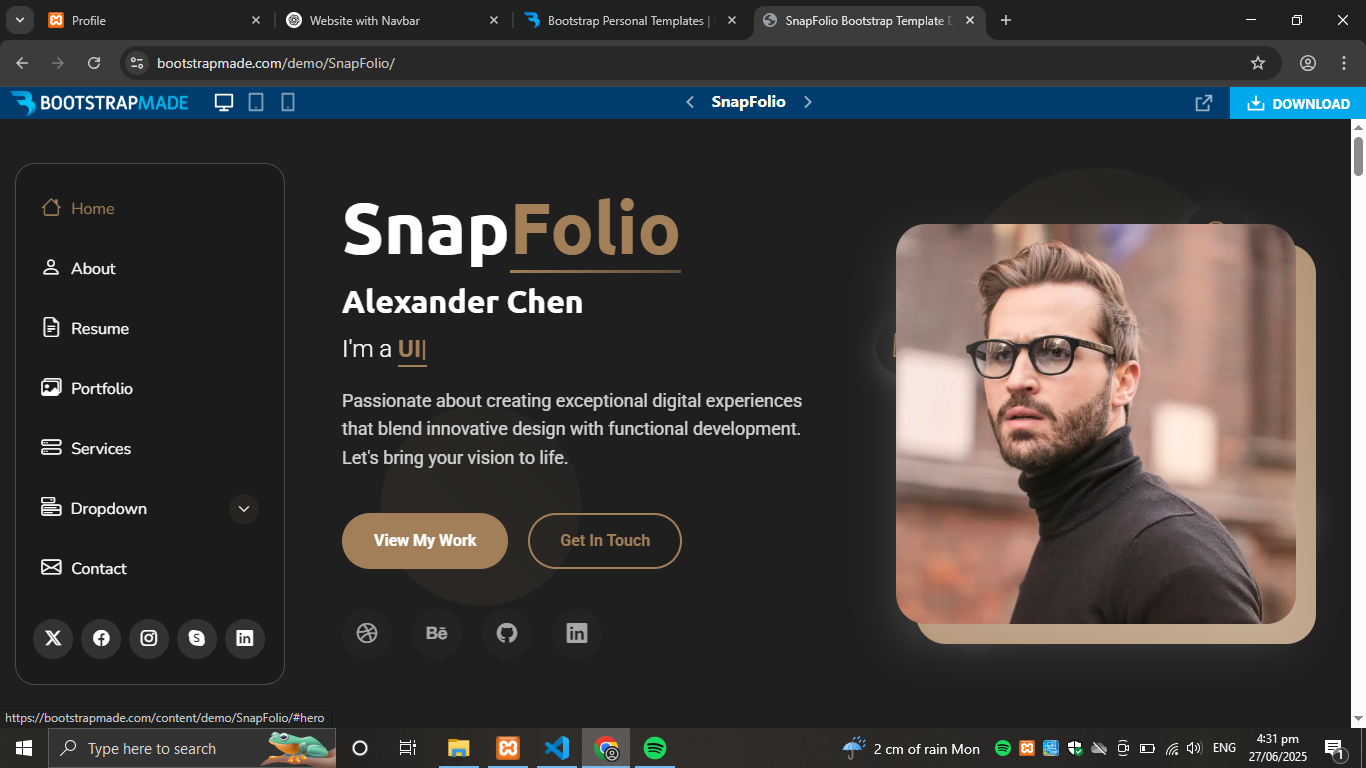 Profile
Website with Navbar
Bootstrap Personal Templates |
SnapFolio Bootstrap Template D
bootstrapmade.com/demo/SnapFolio/
BOOTSTRAPMADE
SnapFolio
DOWNLOAD
Home
About
Resume
Portfolio
Services
Dropdown
Contact
SnapFolio
Alexander Chen
I'm a UI|
Passionate about creating exceptional digital experiences
that blend innovative design with functional development.
Let's bring your vision to life.
View My Work
Get In Touch
Bē
https://bootstrapmade.com/content/demo/SnapFolio/#hero
Type here to search
2 cm of rain Mon
ENG
4:31 pm
27/06/2025
1